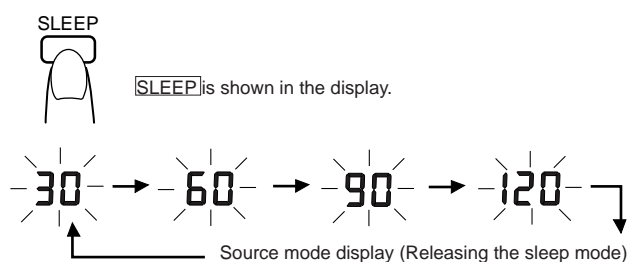 SLEEP
SLEEP is shown in the display.
30 60 90 120
Source mode display (Releasing the sleep mode)